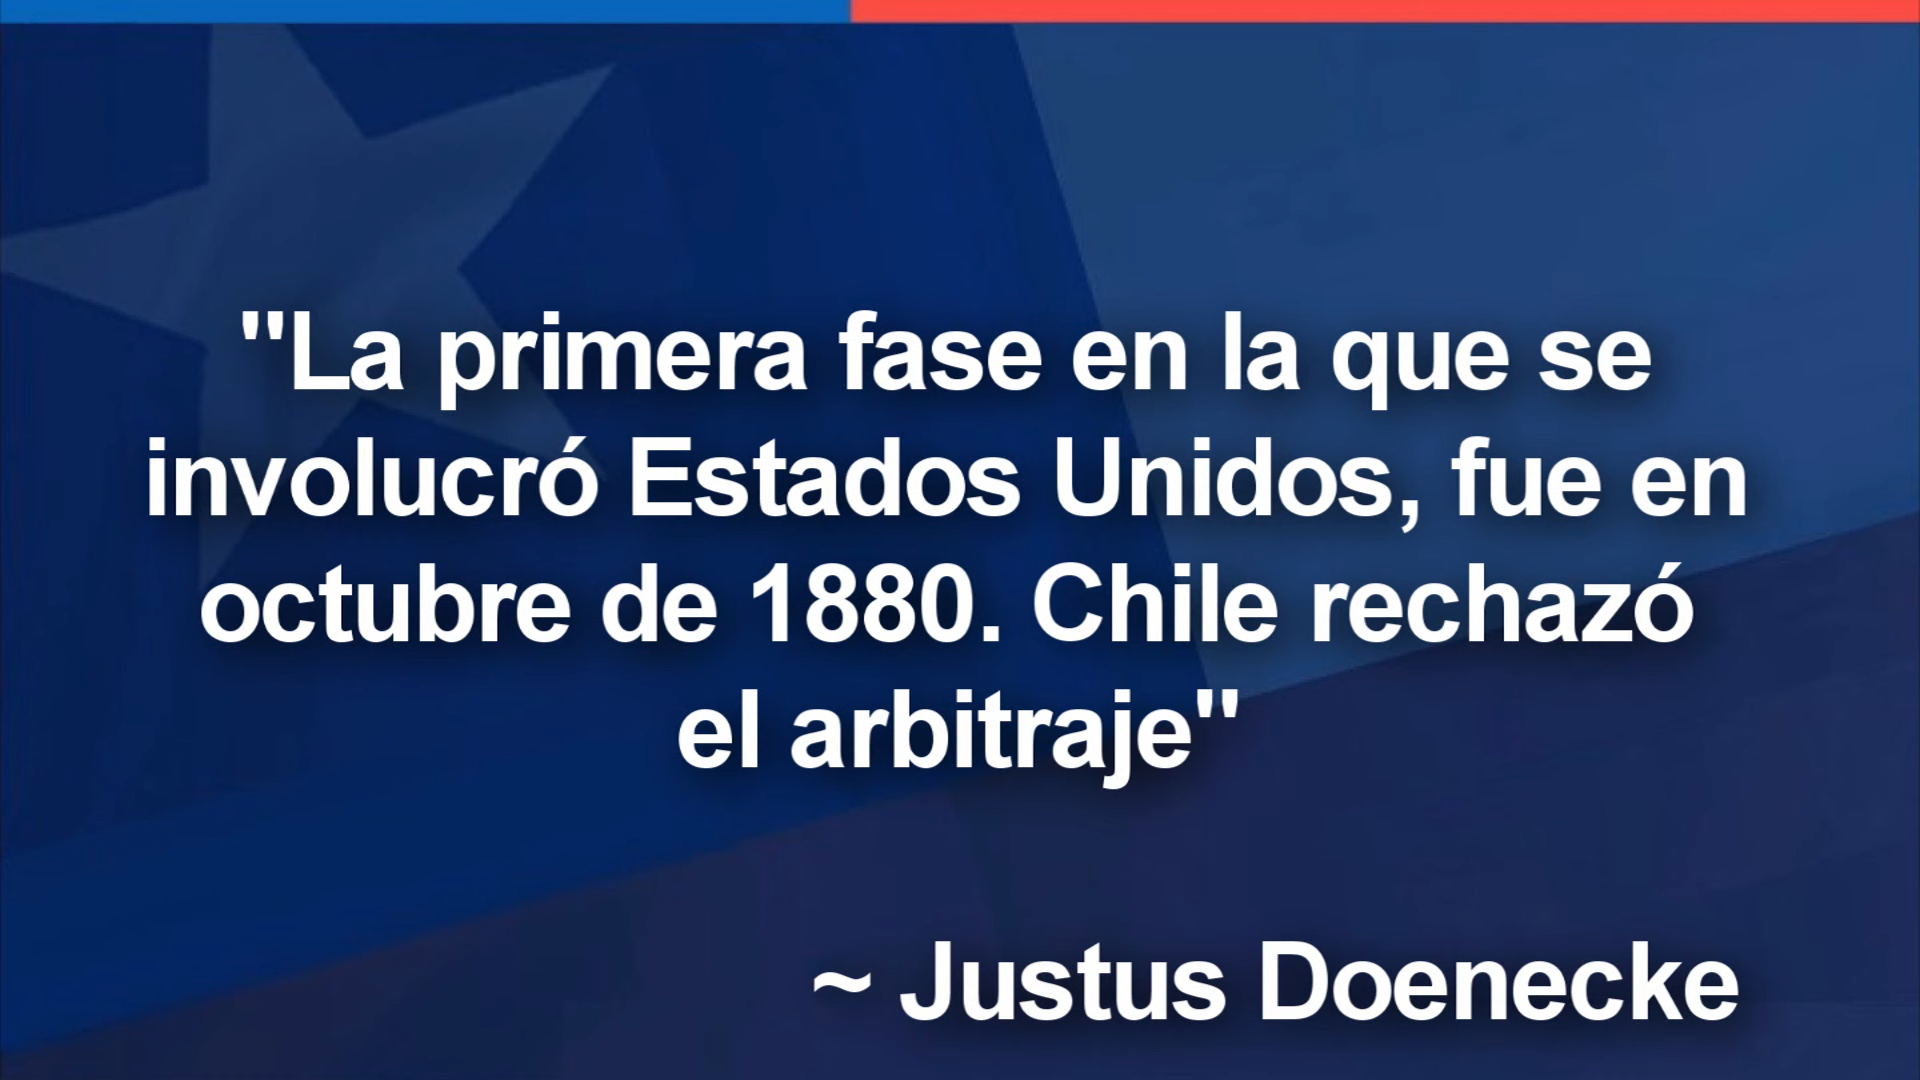 "La primera fase en la que se
involucró Estados Unidos, fue en
octubre de 1880. Chile rechazó
el arbitraje"
~ Justus Doenecke